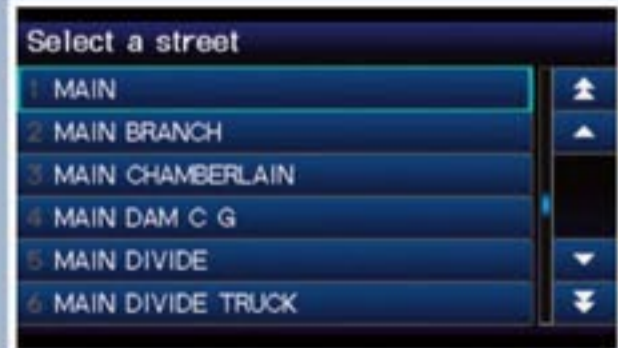 Select a street
1 MAIN
2 MAIN BRANCH
3 MAIN CHAMBERLAIN
4 MAIN DAM C G
5 MAIN DIVIDE
6 MAIN DIVIDE TRUCK